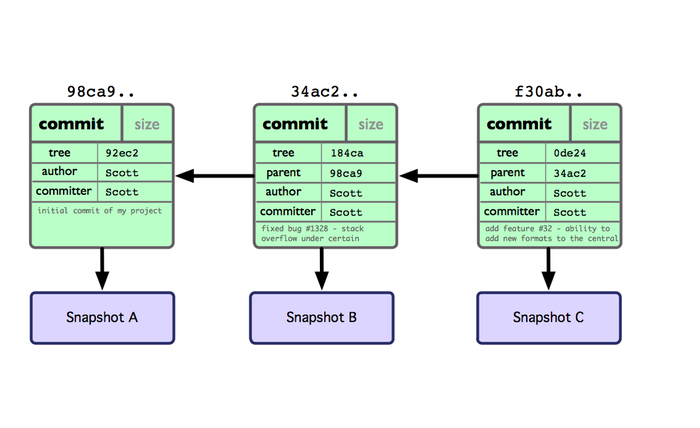 98ca9..
commit size
tree 92ec2
author Scott
committer Scott
initial commit of my project
Snapshot A
34ac2..
commit size
tree 184ca
parent 98ca9
author Scott
committer Scott
fixed bug #1328 - stack
overflow under certain
Snapshot B
f30ab..
commit size
tree 0de24
parent 34ac2
author Scott
committer Scott
add feature #32 - ability to
add new formats to the central
Snapshot C